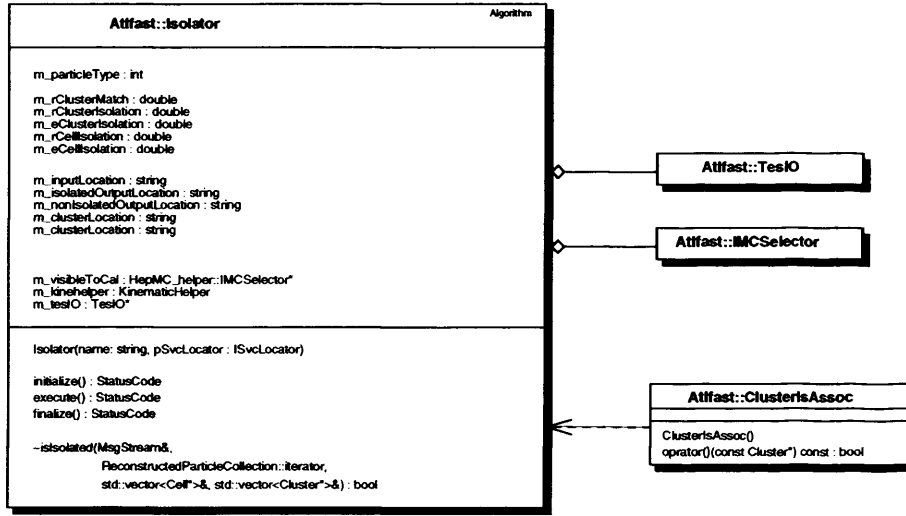 Algorithm
Atlfast::Isolator
m_particleType : int
m_rClusterMatch : double
m_rClusterIsolation : double
m_eClusterIsolation : double
m_rCellIsolation : double
m_eCellIsolation : double
m_inputLocation : string
m_isolatedOutputLocation : string
m_nonIsolatedOutputLocation : string
m_clusterLocation : string
m_clusterLocation : string
m_visibleToCal : HepMC_helper::IMCSelector*
m_kinehelper : KinematicHelper
m_tesIO : TesIO*
Isolator(name: string, pSvcLocator : ISvcLocator)
initialize() : StatusCode
execute() : StatusCode
finalize() : StatusCode
~isIsolated(MsgStream&,
ReconstructedParticleCollection::iterator,
std::vector<Cell*>&, std::vector<Cluster*>&) : bool
Atlfast::TesIO
Atlfast::IMCSelector
Atlfast::ClusterIsAssoc
ClusterIsAssoc()
oprator()(const Cluster*) const : bool